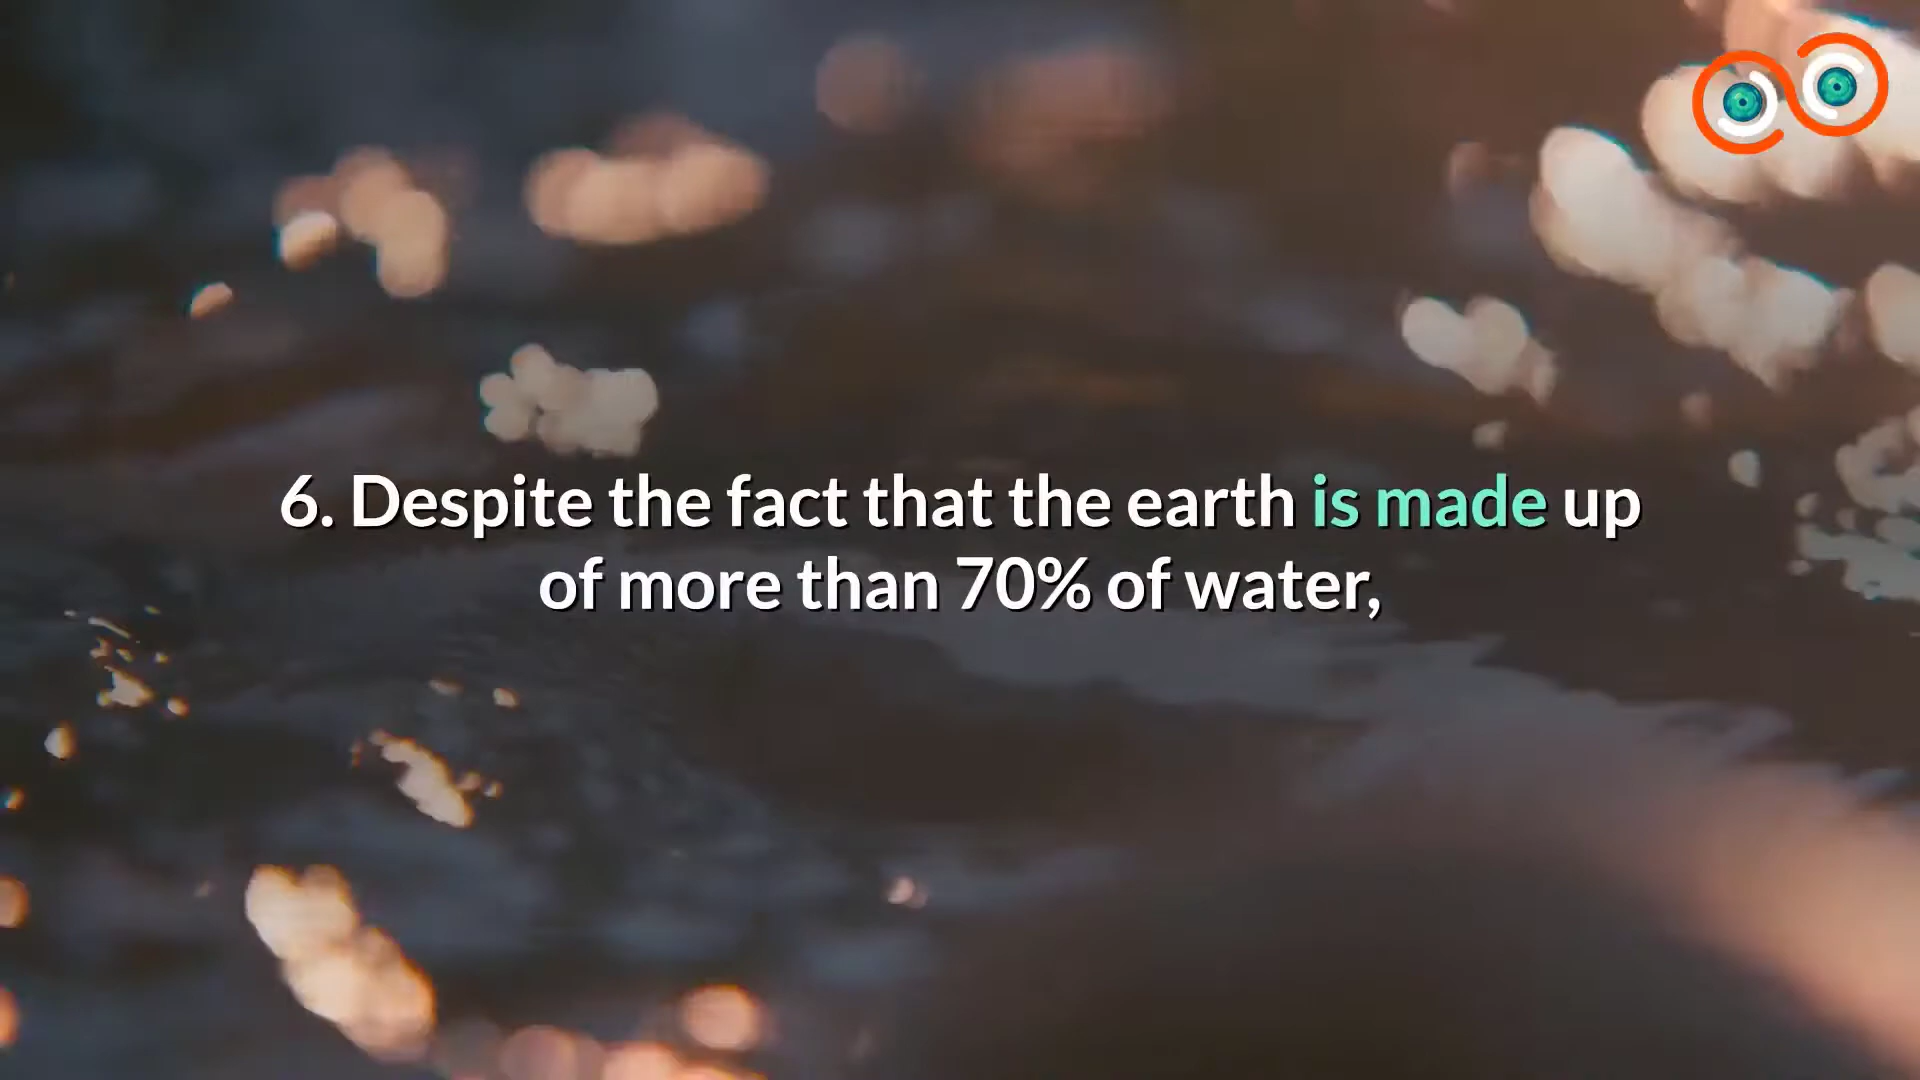 6. Despite the fact that the earth is made up
of more than 70% of water,